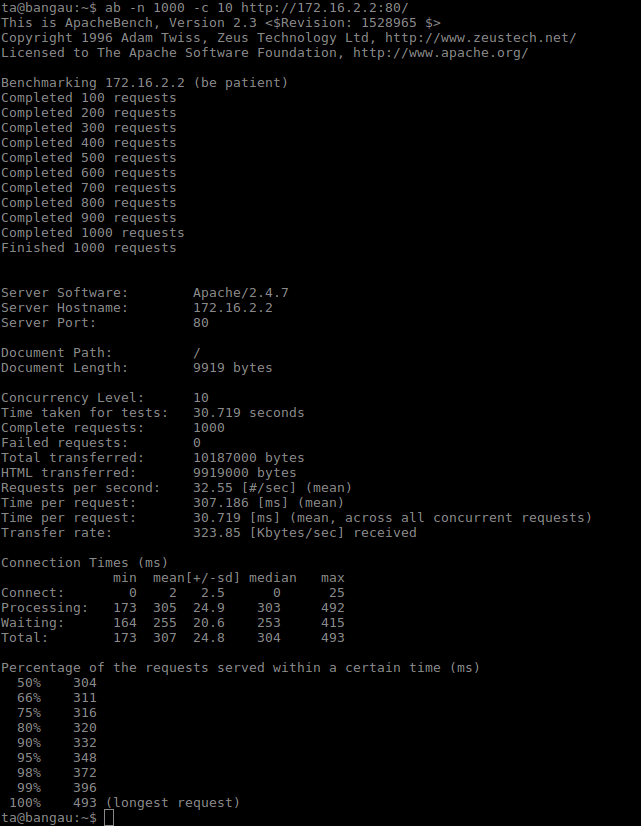 ta@bangau:~$ ab -n 1000 -c 10 http://172.16.2.2:80/
This is ApacheBench, Version 2.3 <$Revision: 1528965 $>
Copyright 1996 Adam Twiss, Zeus Technology Ltd, http://www.zeustech.net/
Licensed to The Apache Software Foundation, http://www.apache.org/

Benchmarking 172.16.2.2 (be patient)
Completed 100 requests
Completed 200 requests
Completed 300 requests
Completed 400 requests
Completed 500 requests
Completed 600 requests
Completed 700 requests
Completed 800 requests
Completed 900 requests
Completed 1000 requests
Finished 1000 requests


Server Software:        Apache/2.4.7
Server Hostname:        172.16.2.2
Server Port:            80

Document Path:          /
Document Length:        9919 bytes

Concurrency Level:      10
Time taken for tests:   30.719 seconds
Complete requests:      1000
Failed requests:        0
Total transferred:      10187000 bytes
HTML transferred:       9919000 bytes
Requests per second:    32.55 [#/sec] (mean)
Time per request:       307.186 [ms] (mean)
Time per request:       30.719 [ms] (mean, across all concurrent requests)
Transfer rate:          323.85 [Kbytes/sec] received

Connection Times (ms)
              min  mean[+/-sd] median   max
Connect:        0    2   2.5      0      25
Processing:   173  305  24.9    303     492
Waiting:      164  255  20.6    253     415
Total:        173  307  24.8    304     493

Percentage of the requests served within a certain time (ms)
  50%    304
  66%    311
  75%    316
  80%    320
  90%    332
  95%    348
  98%    372
  99%    396
 100%    493 (longest request)
ta@bangau:~$